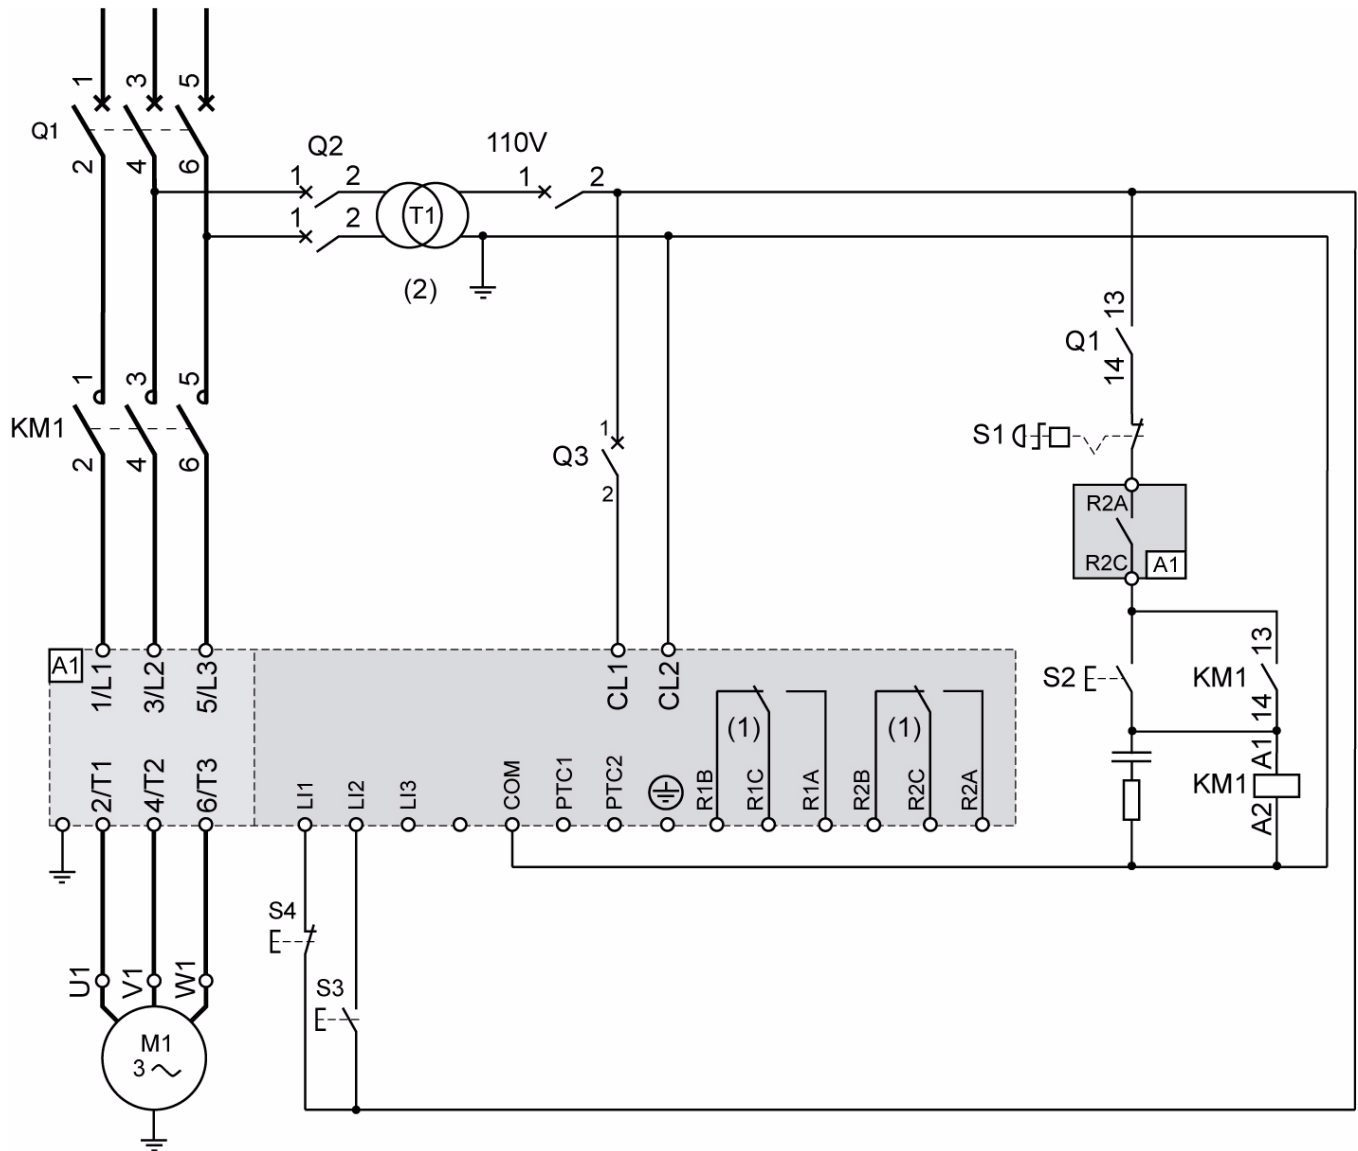 1
3
5
Q1
2
4
6
Q2
1
2
1
2
T1
(2)
110V
1
2
1
3
5
KM1
2
4
6
Q3
1
2
13
Q1
14
S1
R2A
R2C
A1
13
S2
KM1
14
A1
KM1
A2
A1
1/L1
3/L2
5/L3
CL1
CL2
(1)
(1)
2/T1
4/T2
6/T3
LI1
LI2
LI3
COM
PTC1
PTC2
R1B
R1C
R1A
R2B
R2C
R2A
S4
S3
U1
V1
W1
M1
3